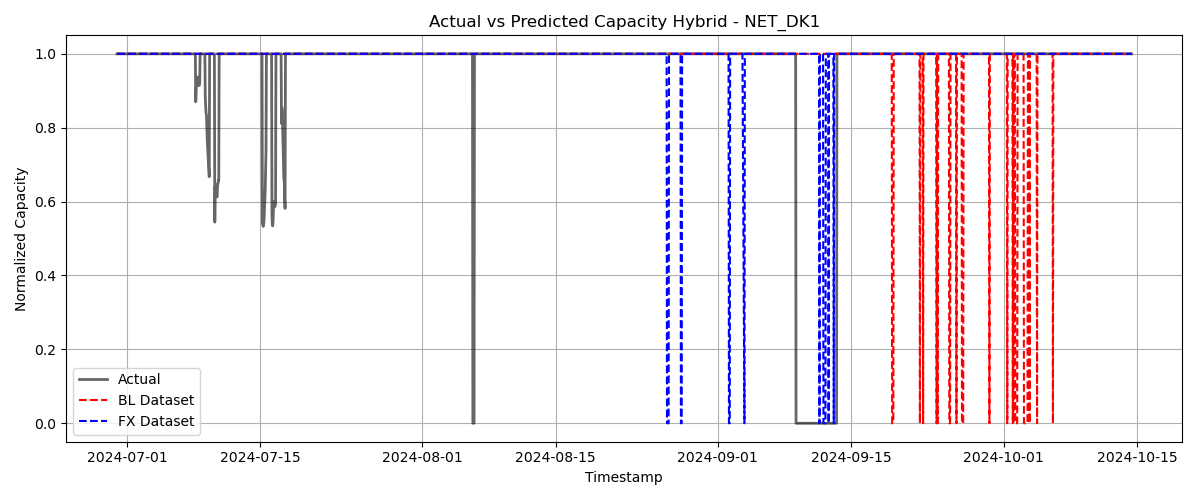 Actual vs Predicted Capacity Hybrid - NET_DK1
Normalized Capacity
1.0
0.8
0.6
0.4
0.2
0.0
Actual
BL Dataset
FX Dataset
2024-07-01 2024-07-15 2024-08-01 2024-08-15 2024-09-01 2024-09-15 2024-10-01 2024-10-15
Timestamp